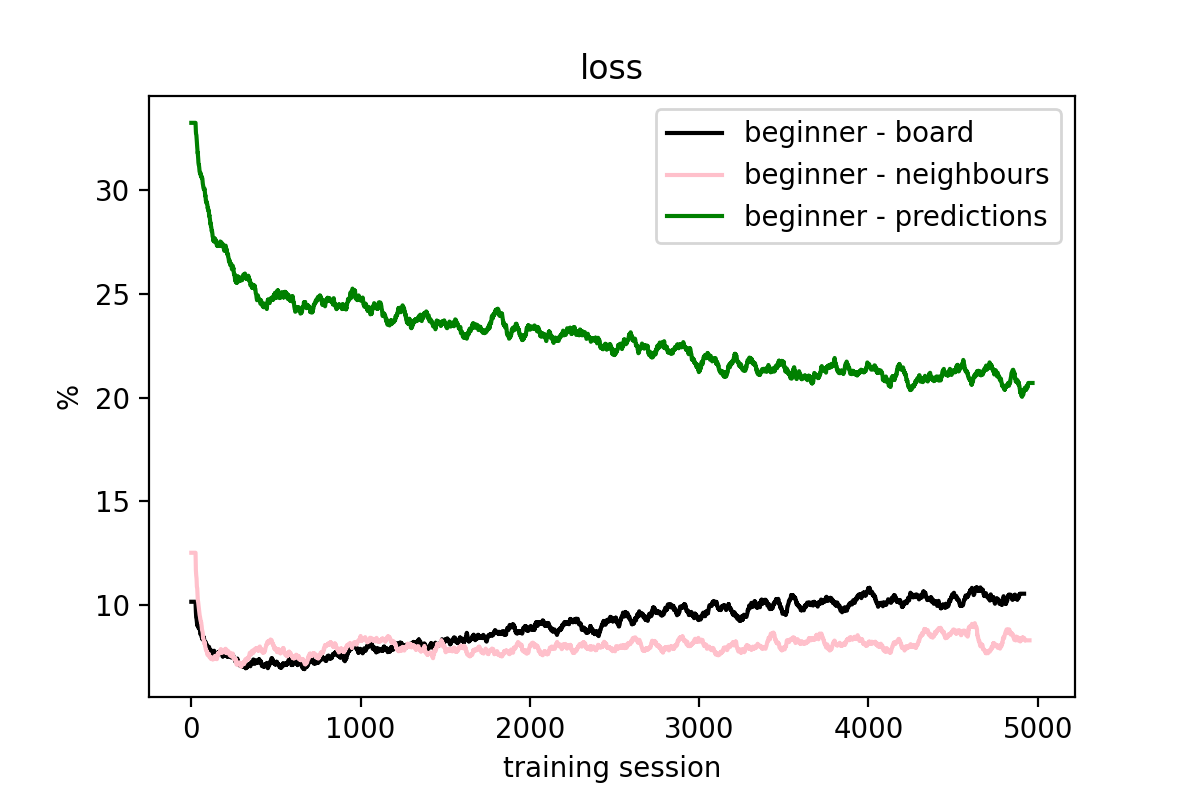 loss
beginner - board
beginner - neighbours
beginner - predictions
30
25
20
15
10
%
0 1000 2000 3000 4000 5000
training session